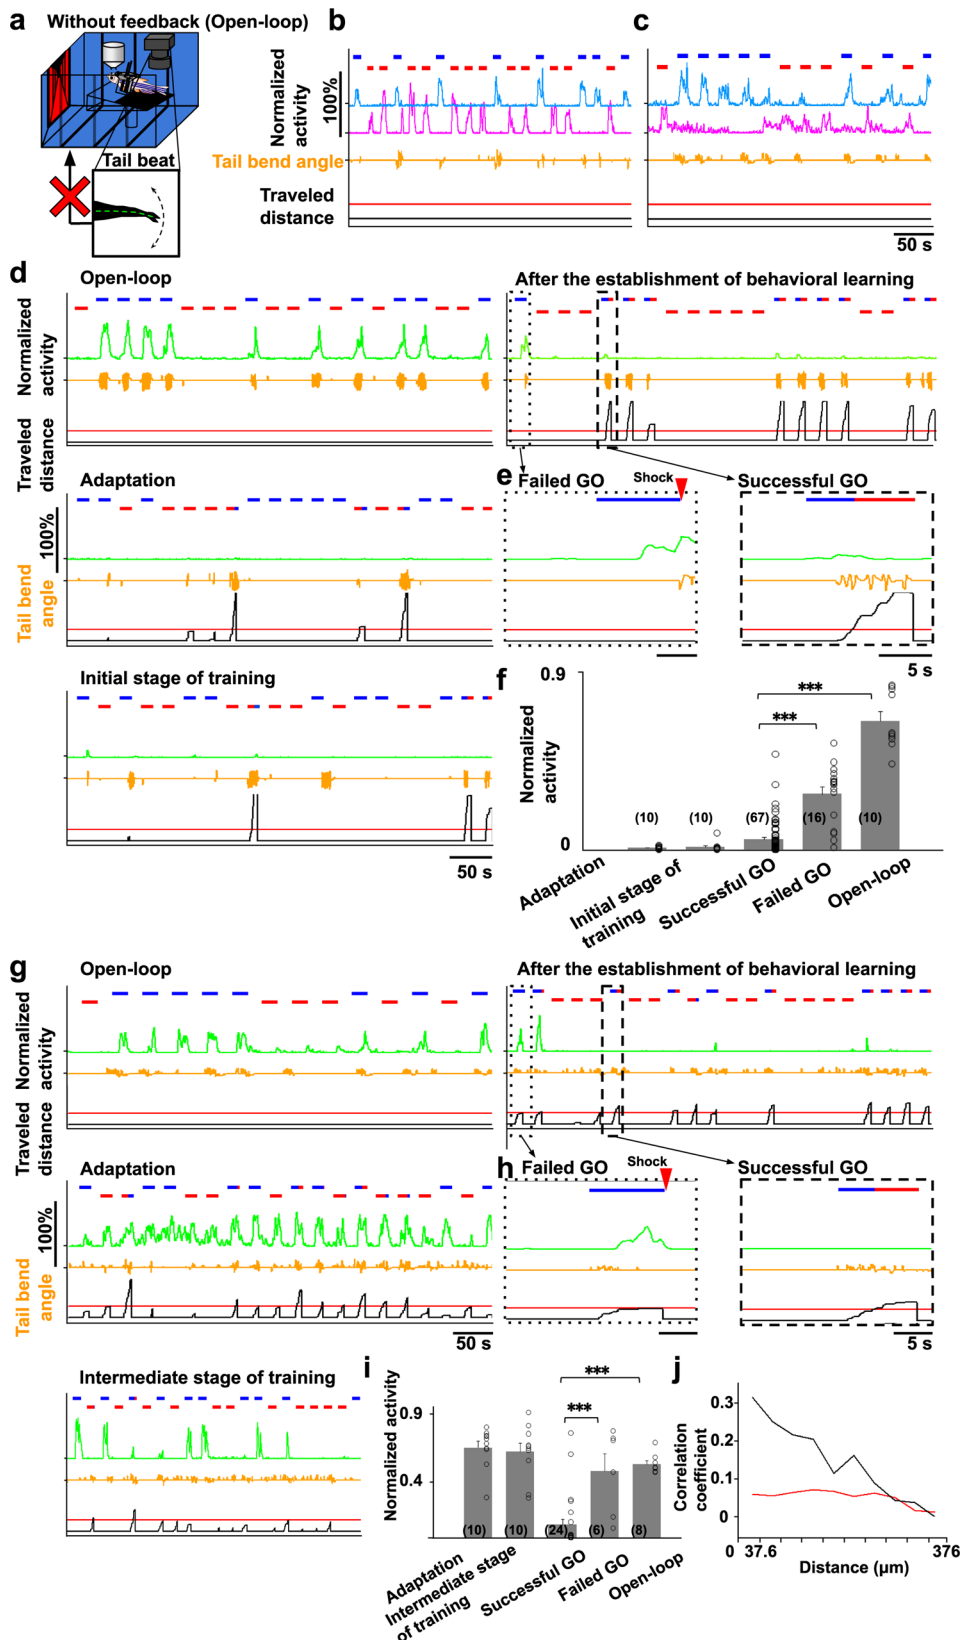 a
Without feedback (Open-loop)
Tail beat
b
c
Normalized
activity
100%
Tail bend angle
Traveled
distance
50 s
d
Open-loop
After the establishment of behavioral learning
Normalized
activity
Traveled
distance
Adaptation
100%
Tail bend
angle
e
Failed GO
Shock
Successful GO
5 s
Initial stage of training
50 s
f
0.9
Normalized
activity
0
***
***
(10)
(10)
(67)
(16)
(10)
Adaptation
Initial stage of
training
Successful GO
Failed GO
Open-loop
g
Open-loop
After the establishment of behavioral learning
Normalized
activity
Traveled
distance
Adaptation
100%
Tail bend
angle
50 s
h
Failed GO
Shock
Successful GO
5 s
Intermediate stage of training
i
Normalized activity
0.9
0.4
***
***
(10)
(10)
(24)
(6)
(8)
Adaptation
Intermediate stage
of training
Successful GO
Failed GO
Open-loop
j
Correlation
coefficient
0.3
0.2
0.1
0
0
37.6
376
Distance (µm)